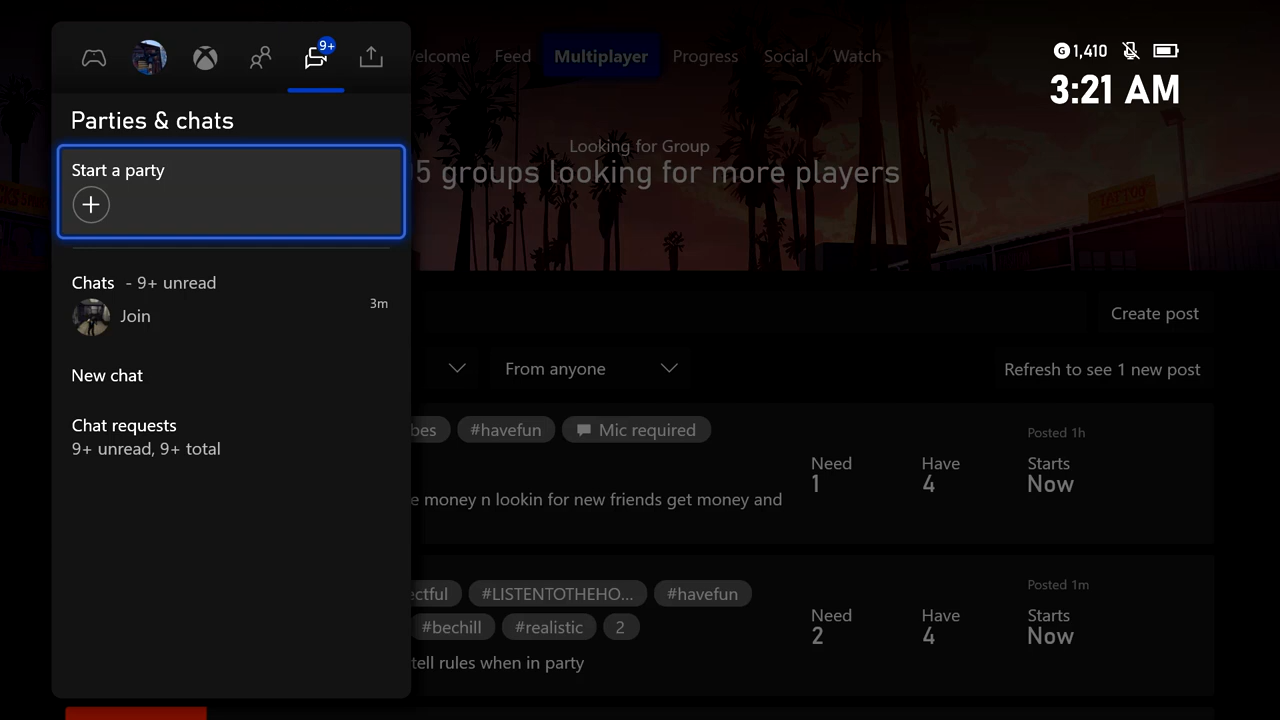 9+
Welcome Feed Multiplayer Progress Social Watch
G 1,410
3:21 AM
Parties & chats
Start a party
Chats - 9+ unread
Join 3m
New chat
Chat requests
9+ unread, 9+ total
Looking for Group
5 groups looking for more players
TATTOO
Create post
From anyone
Refresh to see 1 new post
bes #havefun Mic required
Posted 1h
Need Have Starts
1 4 Now
e money n lookin for new friends get money and
ctful #LISTENTOTHEHO... #havefun
Posted 1m
#bechill #realistic 2
Need Have Starts
2 4 Now
tell rules when in party